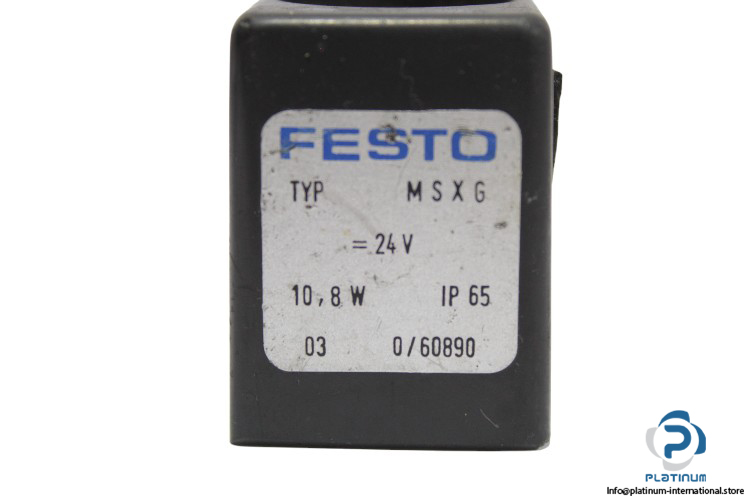 FESTO
TYP MSXG
= 24 V
10,8 W IP 65
03 0/60890
PLATINUM
Info@platinum-international.store